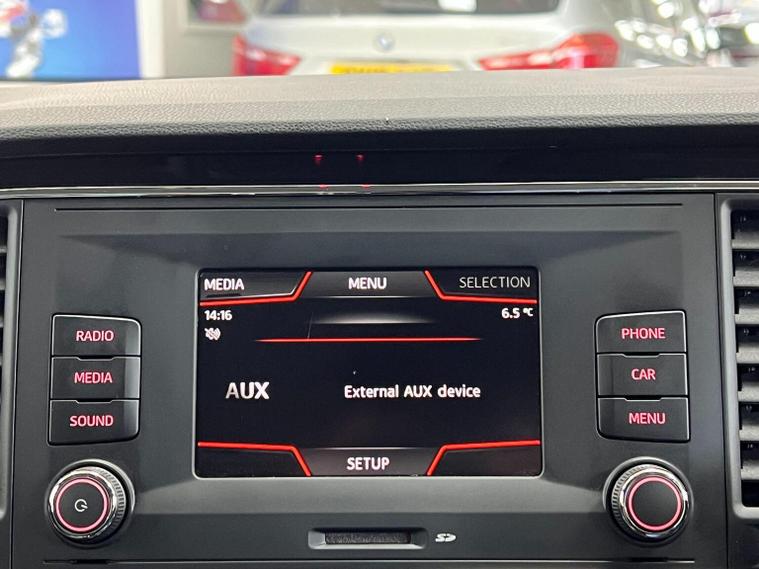 MEDIA MENU SELECTION
14:16 6.5 °C
AUX External AUX device
SETUP
RADIO
MEDIA
SOUND
PHONE
CAR
MENU
SD